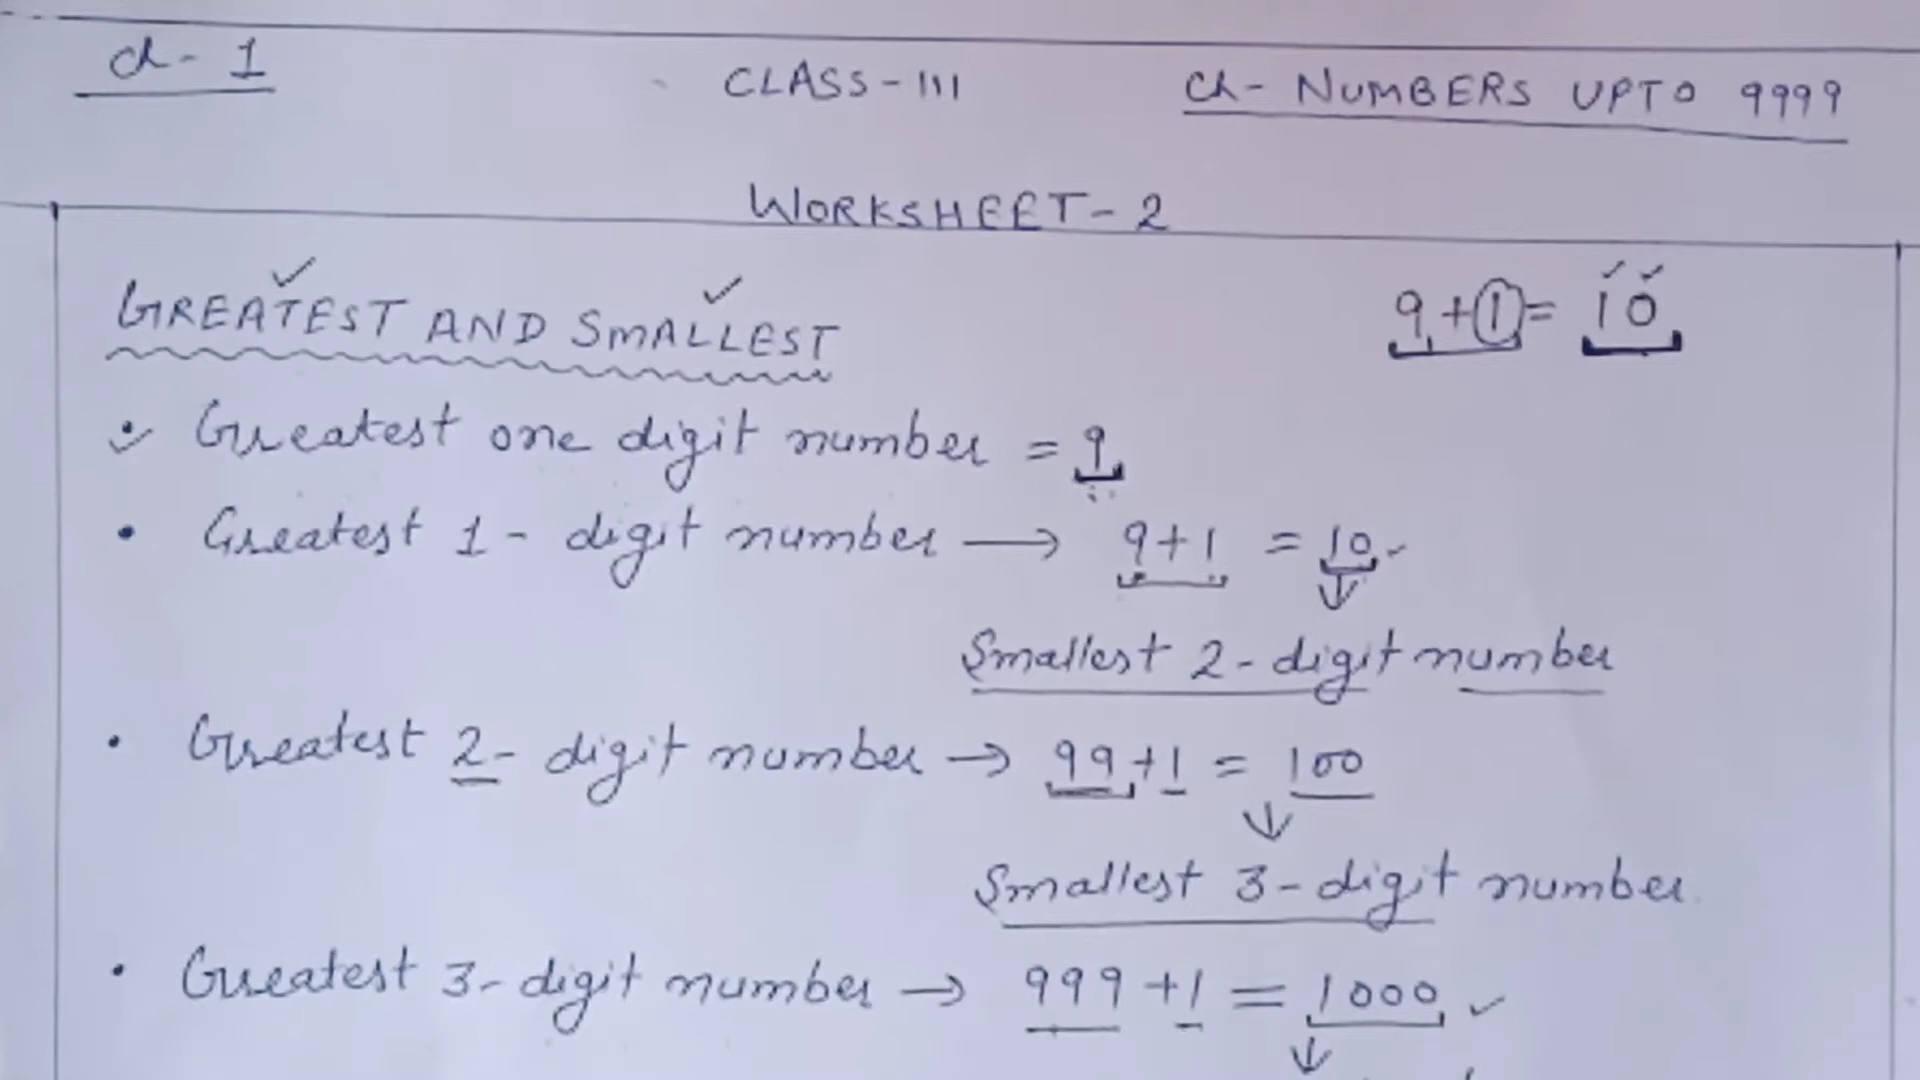 Ch - 1 CLASS - III Ch - NUMBERS UPTO 9999
WORKSHEET - 2
GREATEST AND SMALLEST 9 + 1 = 10
• Greatest one digit number = 9
• Greatest 1 - digit number → 9 + 1 = 10
Smallest 2 - digit number
• Greatest 2 - digit number → 99 + 1 = 100
Smallest 3 - digit number
• Greatest 3 - digit number → 999 + 1 = 1000